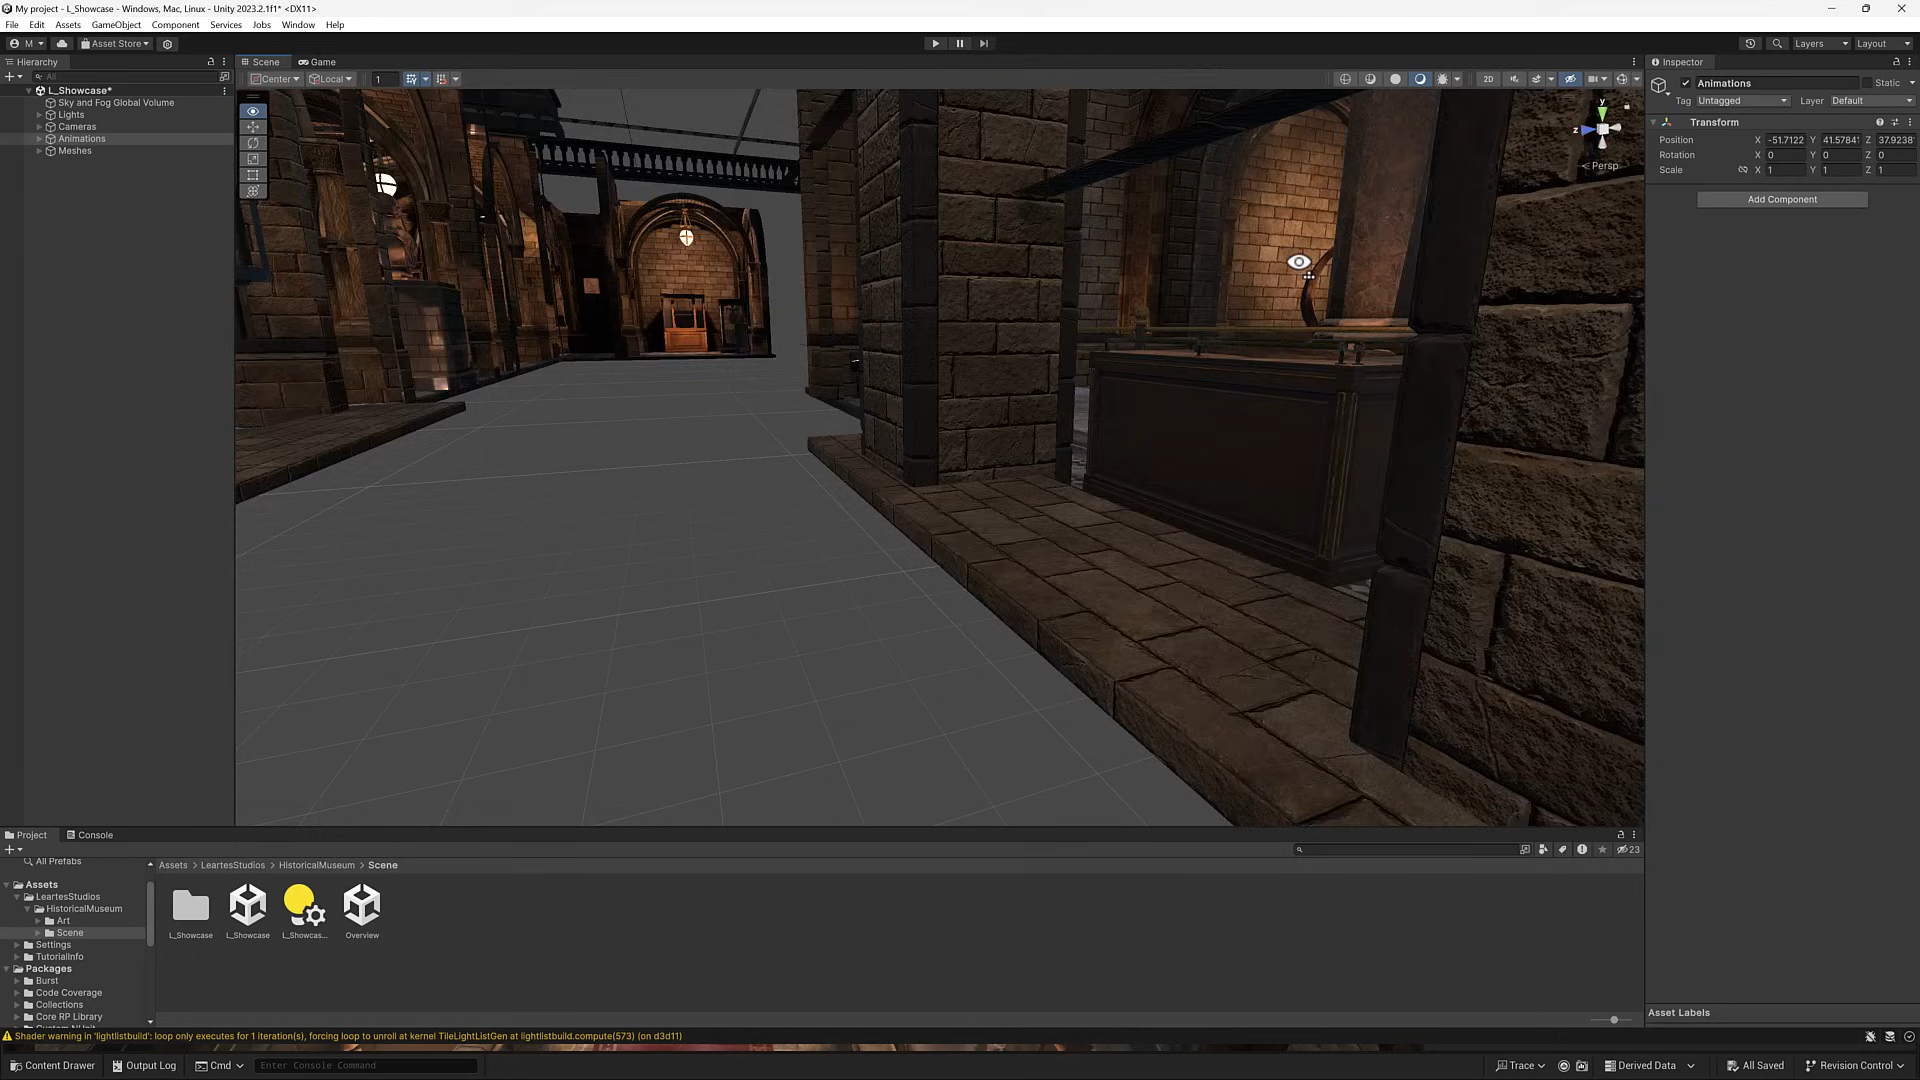 My project - L_Showcase - Windows, Mac, Linux - Unity 2023.2.1f1* <DX11>
File Edit Assets GameObject Component Services Jobs Window Help
M Asset Store Layers Layout
Hierarchy
All
L_Showcase*
Sky and Fog Global Volume
Lights
Cameras
Animations
Meshes
Scene Game
Center Local 1 2D
y
z
< Persp
Inspector
Animations Static
Tag Untagged Layer Default
Transform
Position X -51.7122 Y 41.5784 Z 37.9238
Rotation X 0 Y 0 Z 0
Scale X 1 Y 1 Z 1
Add Component
Project Console
23
All Prefabs
Assets
LeartesStudios
HistoricalMuseum
Art
Scene
Settings
TutorialInfo
Packages
Burst
Code Coverage
Collections
Core RP Library
Assets > LeartesStudios > HistoricalMuseum > Scene
L_Showcase L_Showcase L_Showcas... Overview
Asset Labels
Shader warning in 'lightlistbuild': loop only executes for 1 iteration(s), forcing loop to unroll at kernel TileLightListGen at lightlistbuild.compute(573) (on d3d11)
Content Drawer Output Log Cmd Enter Console Command Trace Derived Data All Saved Revision Control